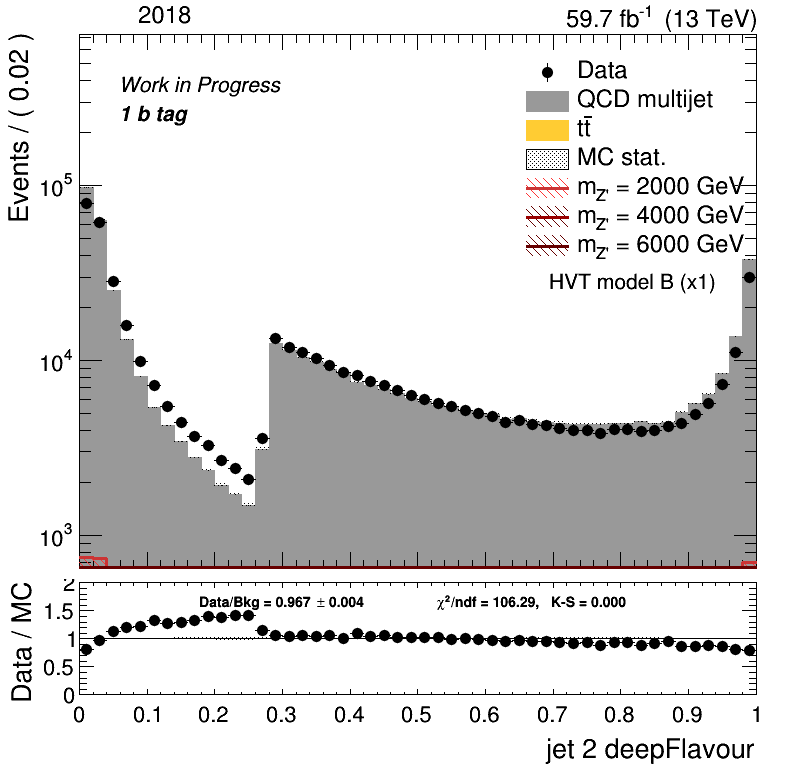 2018
59.7 fb⁻¹ (13 TeV)
Events / ( 0.02 )
Work in Progress
1 b tag
Data
QCD multijet
tt̄
MC stat.
m_Z' = 2000 GeV
m_Z' = 4000 GeV
m_Z' = 6000 GeV
HVT model B (x1)
10⁵
10⁴
10³
Data / MC
2
1.5
1
0.5
0
Data/Bkg = 0.967 ± 0.004
χ²/ndf = 106.29, K-S = 0.000
0 0.1 0.2 0.3 0.4 0.5 0.6 0.7 0.8 0.9 1
jet 2 deepFlavour